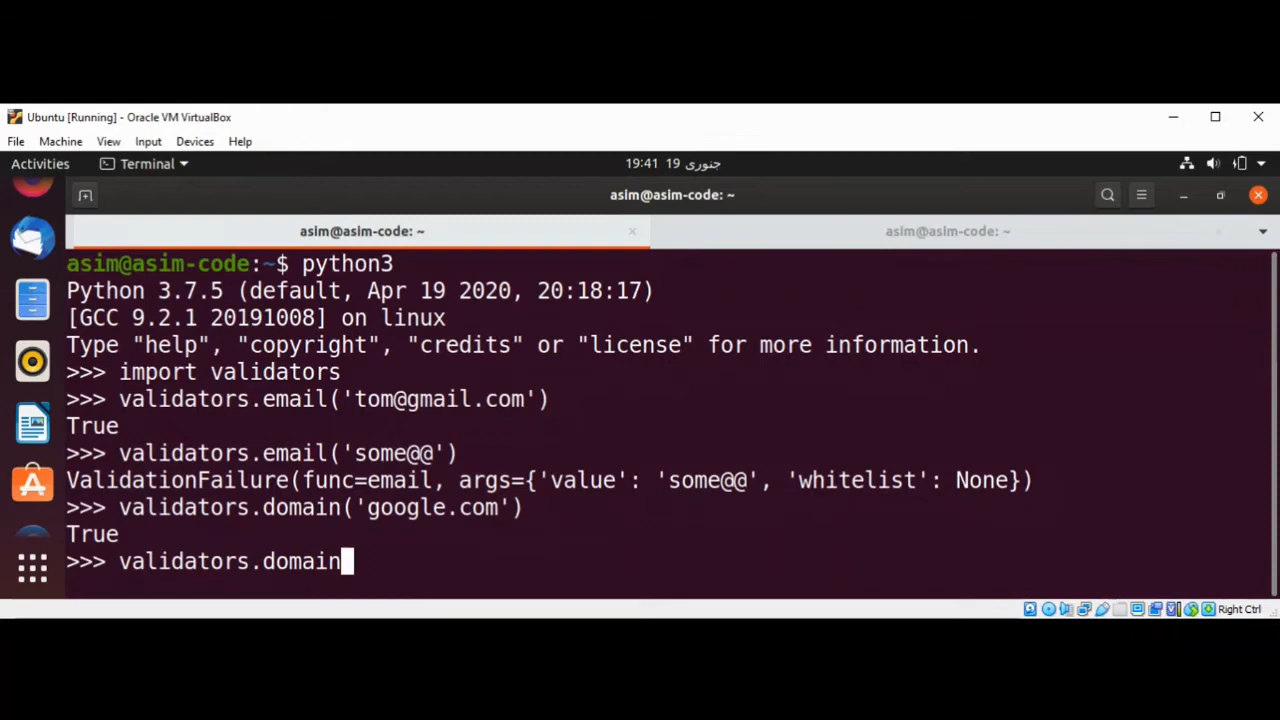 Ubuntu [Running] - Oracle VM VirtualBox
File Machine View Input Devices Help
Activities Terminal 19:41 19 جنوری
asim@asim-code: ~
asim@asim-code: ~ asim@asim-code: ~
asim@asim-code:~$ python3
Python 3.7.5 (default, Apr 19 2020, 20:18:17)
[GCC 9.2.1 20191008] on linux
Type "help", "copyright", "credits" or "license" for more information.
>>> import validators
>>> validators.email('tom@gmail.com')
True
>>> validators.email('some@@')
ValidationFailure(func=email, args={'value': 'some@@', 'whitelist': None})
>>> validators.domain('google.com')
True
>>> validators.domain
Right Ctrl